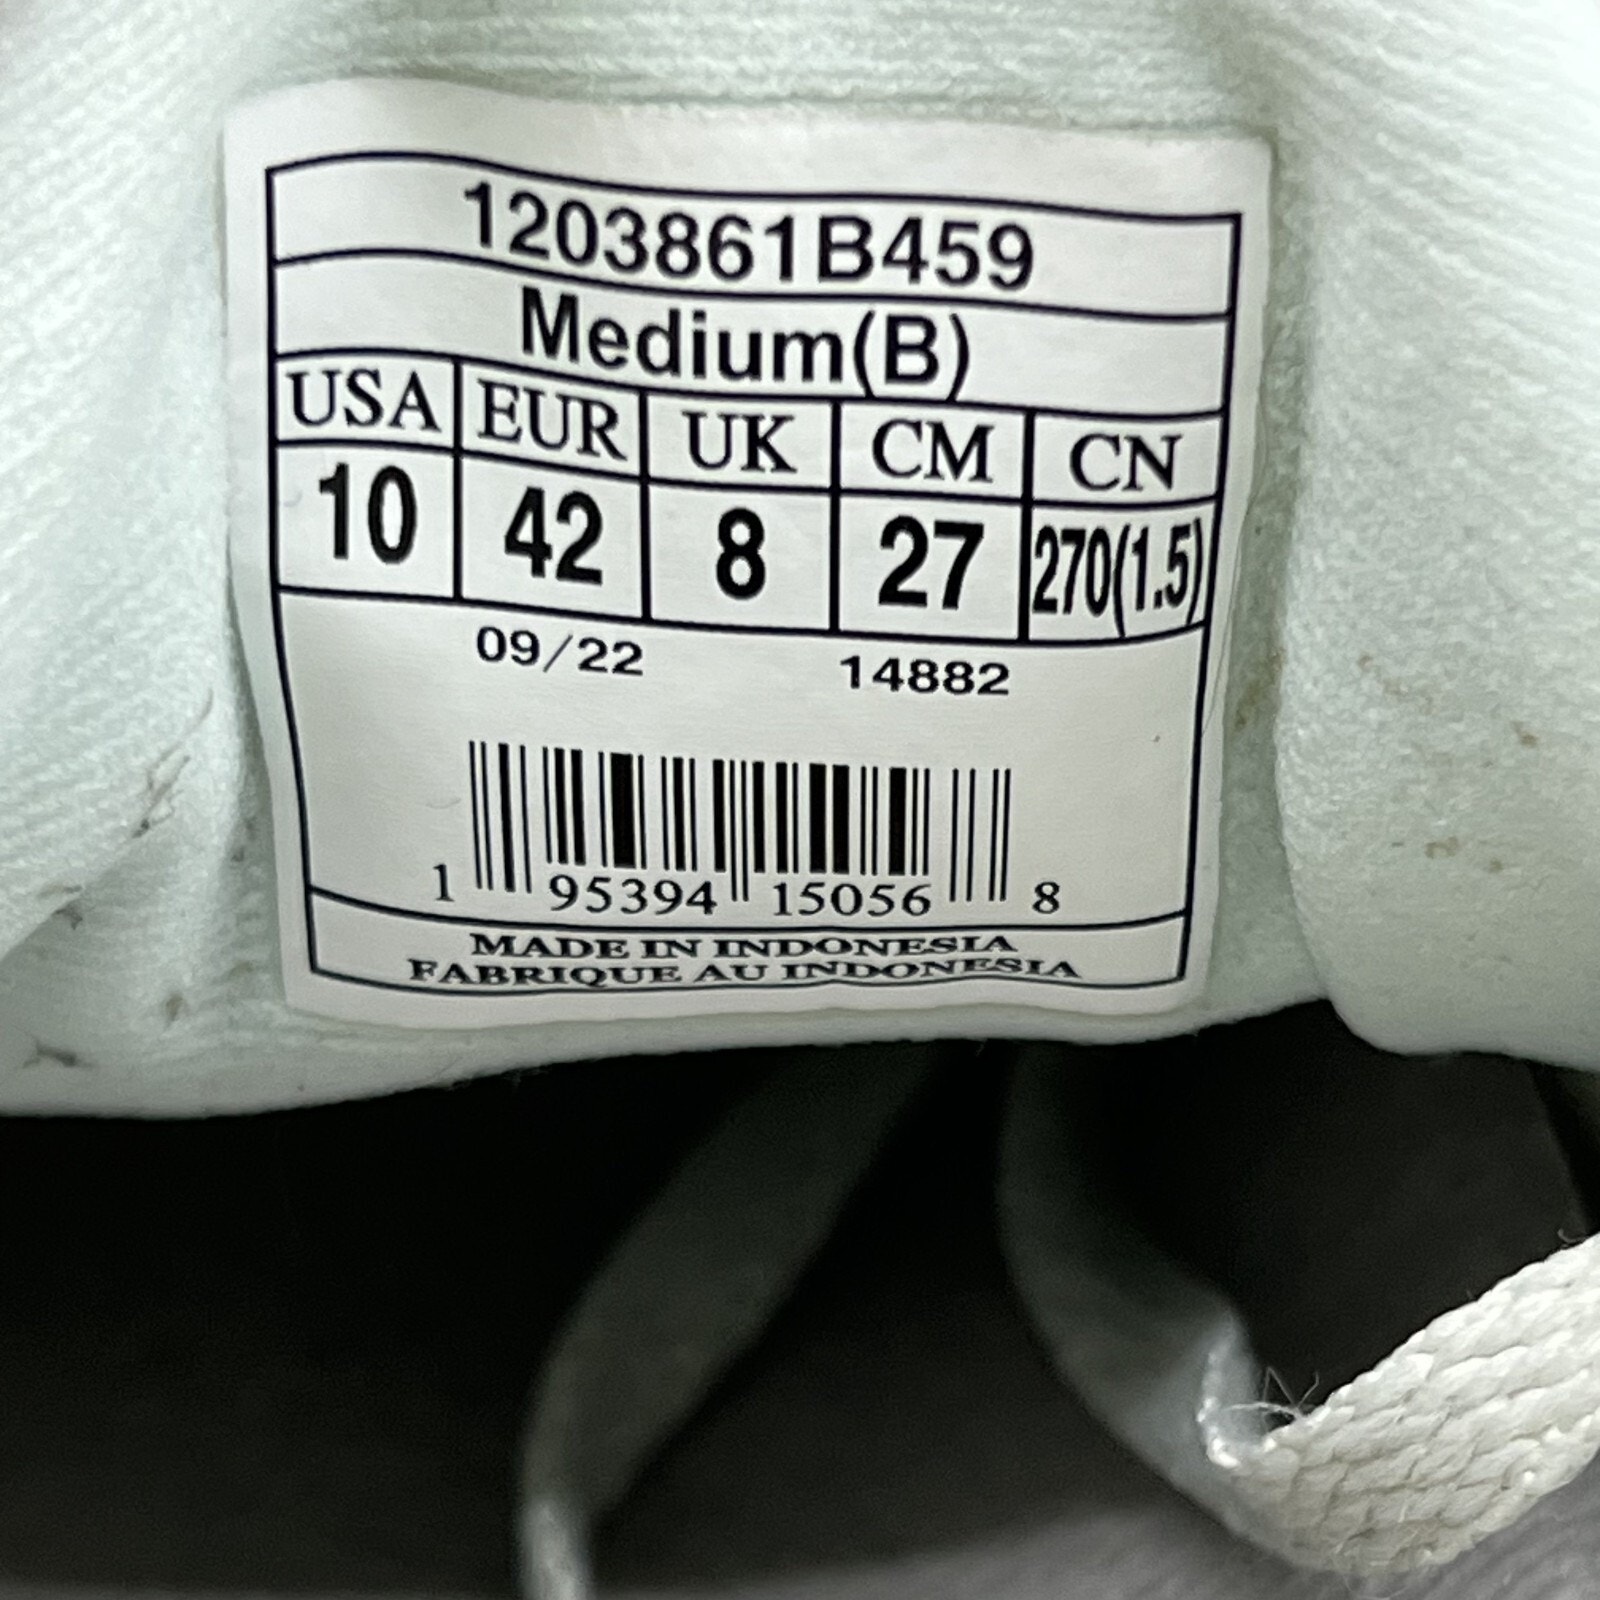 1203861B459
Medium(B)
USA EUR UK CM CN
10 42 8 27 270(1.5)
09/22 14882
1 95394 15056 8
MADE IN INDONESIA
FABRIQUE AU INDONESIA